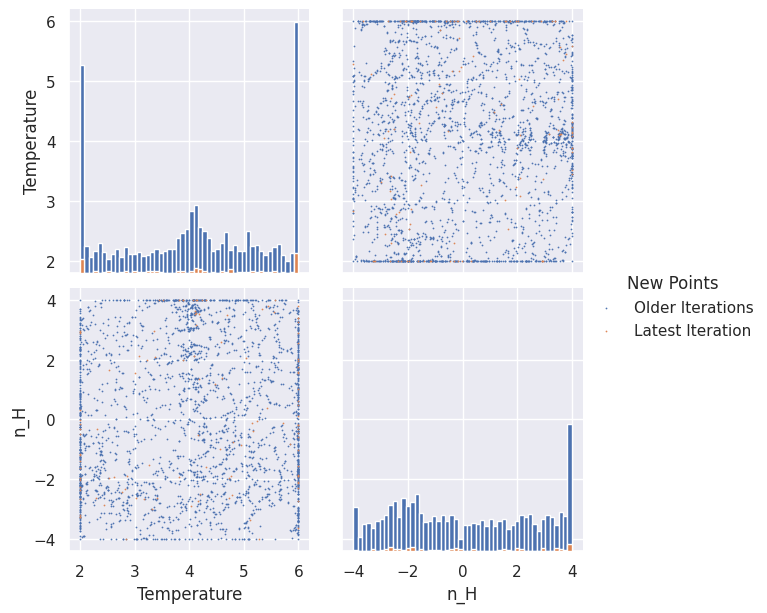 6
5
4
3
2
Temperature
4
2
0
−2
−4
n_H
2
3
4
5
6
Temperature
−4
−2
0
2
4
n_H
New Points
Older Iterations
Latest Iteration